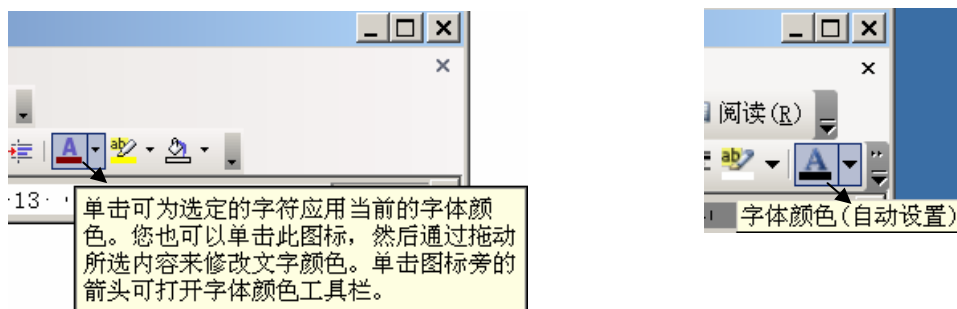 阅读(R)
13
单击可为选定的字符应用当前的字体颜
色。您也可以单击此图标，然后通过拖动
所选内容来修改文字颜色。单击图标旁的
箭头可打开字体颜色工具栏。
字体颜色(自动设置)